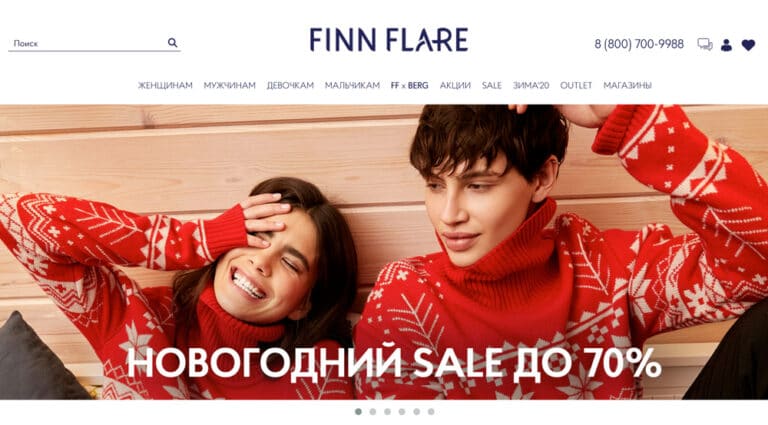 Поиск
FINN FLARE
8 (800) 700-9988
ЖЕНЩИНАМ МУЖЧИНАМ ДЕВОЧКАМ МАЛЬЧИКАМ FF x BERG АКЦИИ SALE ЗИМА'20 OUTLET МАГАЗИНЫ
НОВОГОДНИЙ SALE ДО 70%